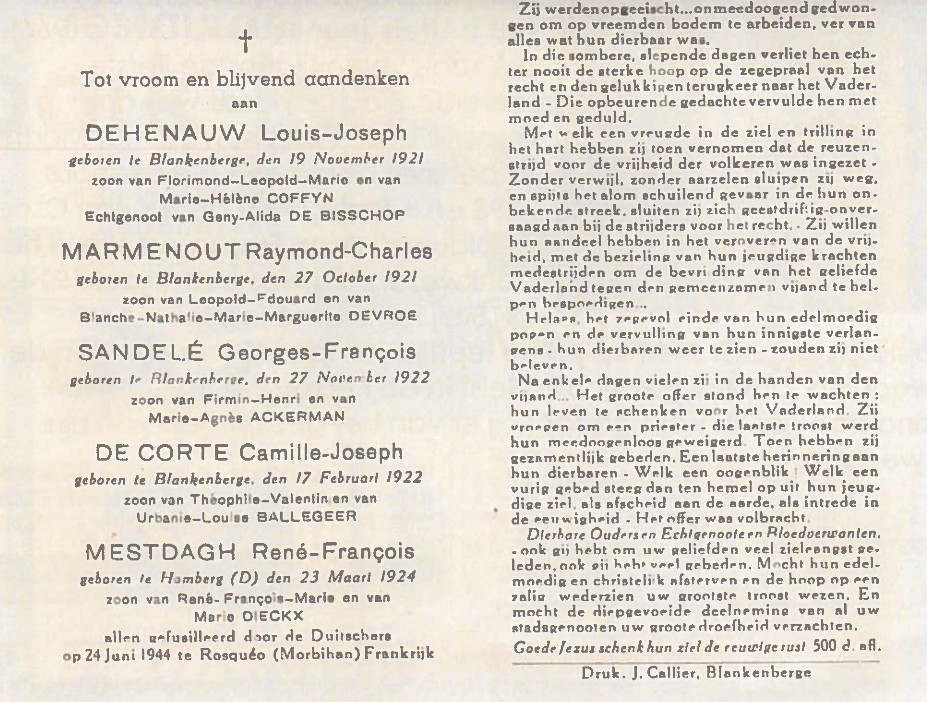 Tot vroom en blijvend aandenken
aan
DEHENAUW Louis-Joseph
geboren te Blankenberge, den 19 November 1921
zoon van Florimond-Leopold-Marie en van
Marie-Hélène COFFYN
Echtgenoot van Geny-Alida DE BISSCHOP
MARMENOUT Raymond-Charles
geboren te Blankenberge, den 27 October 1921
zoon van Leopold-Edouard en van
Blanche-Nathalie-Marie-Marguerite DEVROE
SANDELÉ Georges-François
geboren te Blankenberge, den 27 November 1922
zoon van Firmin-Henri en van
Marie-Agnès ACKERMAN
DE CORTE Camille-Joseph
geboren te Blankenberge, den 17 Februari 1922
zoon van Théophile-Valentin en van
Urbanie-Louise BALLEGEER
MESTDAGH René-François
geboren te Homberg (D) den 23 Maart 1924
zoon van René-François-Marie en van
Marie DIECKX
allen gefusilleerd door de Duitschers
op 24 Juni 1944 te Rosquéo (Morbihan) Frankrijk
Zij werden opgeeischt...onmeedoogend gedwon-
gen om op vreemden bodem te arbeiden, ver van
alles wat hun dierbaar was.
In die sombere, slepende dagen verliet hen ech-
ter nooit de sterke hoop op de zegepraal van het
recht en den gelukkigen terugkeer naar het Vader-
land - Die opbeurende gedachte vervulde hen met
moed en geduld.
Met welk een vreugde in de ziel en trilling in
het hart hebben zij toen vernomen dat de reuzen-
strijd voor de vrijheid der volkeren was ingezet -
Zonder verwijl, zonder aarzelen sluipen zij weg,
en spijts het alom schuilend gevaar in de hun on-
bekende streek, sluiten zij zich geestdriftig-onver-
saagd aan bij de strijders voor het recht. - Zij willen
hun aandeel hebben in het veroveren van de vrij-
heid, met de bezieling van hun jeugdige krachten
medestrijden om de bevrijding van het geliefde
Vaderland tegen den gemeenzamen vijand te hel-
pen bespoedigen...
Helaas, het zegevol einde van hun edelmoedig
pogen en de vervulling van hun innigste verlan-
gens - hun dierbaren weer te zien - zouden zij niet
beleven.
Na enkele dagen vielen zij in de handen van den
vijand... Het groote offer stond hen te wachten:
hun leven te schenken voor het Vaderland. Zij
vroegen om een priester - die laatste troost werd
hun meedoogenloos geweigerd. Toen hebben zij
gezamentlijk gebeden. Een laatste herinnering aan
hun dierbaren - Welk een oogenblik! Welk een
vurig gebed steeg dan ten hemel op uit hun jeug-
dige ziel, als afscheid aan de aarde, als intrede in
de eeuwigheid - Het offer was volbracht.
Dierbare Ouders en Echtgenoote en Bloedverwanten,
- ook gij hebt om uw geliefden veel zielenangst ge-
leden, ook gij hebt veel gebeden. Mocht hun edel-
moedig en christelijk afsterven en de hoop op een
zalig wederzien uw grootste troost wezen. En
mocht de diepgevoelde deelneming van al uw
stadsgenooten uw groote droefheid verzachten.
Goede Jezus schenk hun ziel de eeuwige rust 500 d. afl.
Druk. J. Callier, Blankenberge